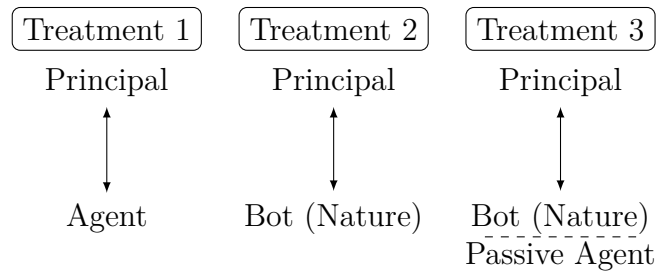 Treatment 1 Treatment 2 Treatment 3
Principal Principal Principal
Agent Bot (Nature) Bot (Nature)
Passive Agent